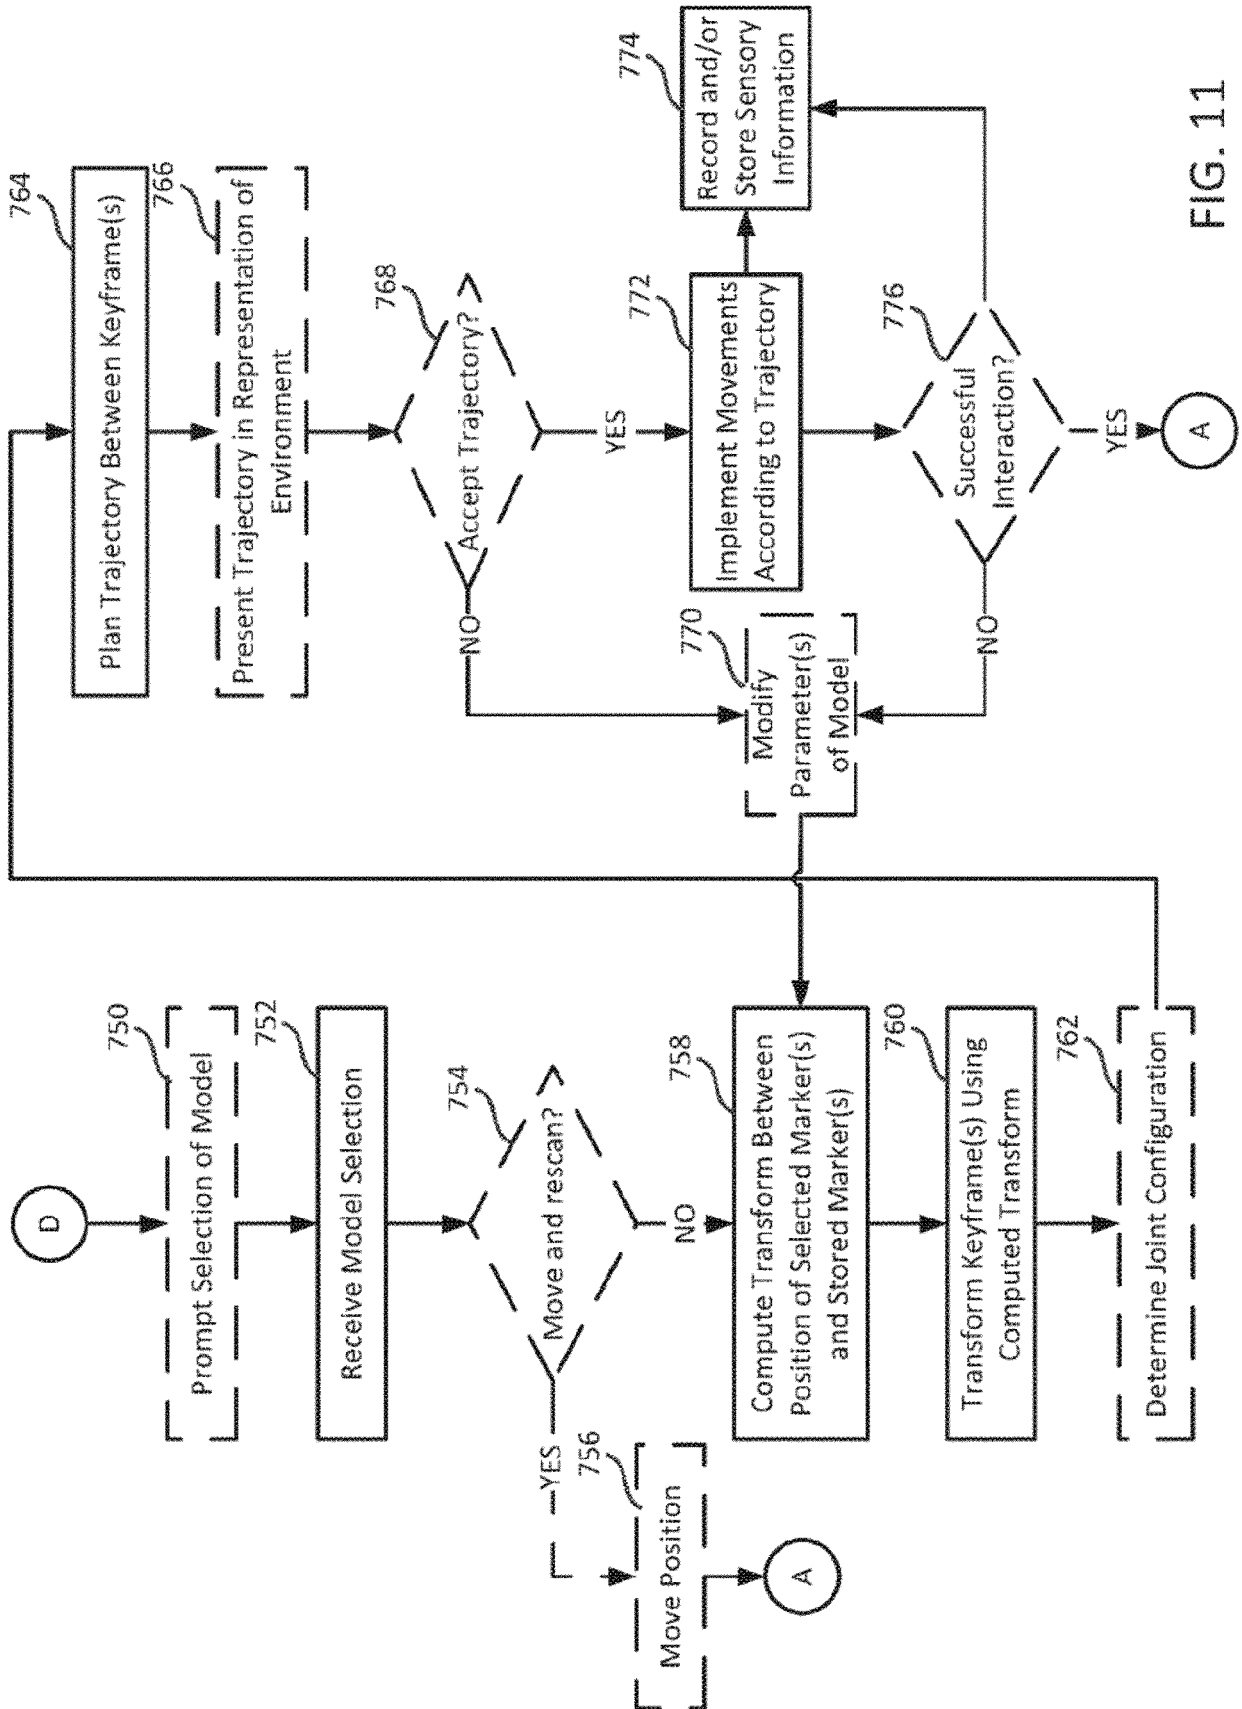 D
750
Prompt Selection of Model
752
Receive Model Selection
754
Move and rescan?
YES
756
Move Position
A
NO
758
Compute Transform Between
Position of Selected Marker(s)
and Stored Marker(s)
760
Transform Keyframe(s) Using
Computed Transform
762
Determine Joint Configuration
764
Plan Trajectory Between Keyframe(s)
766
Present Trajectory in Representation of
Environment
768
Accept Trajectory?
NO
YES
770
Modify
Parameter(s)
of Model
772
Implement Movements
According to Trajectory
774
Record and/or
Store Sensory
Information
776
Successful
Interaction?
NO
YES
A
FIG. 11